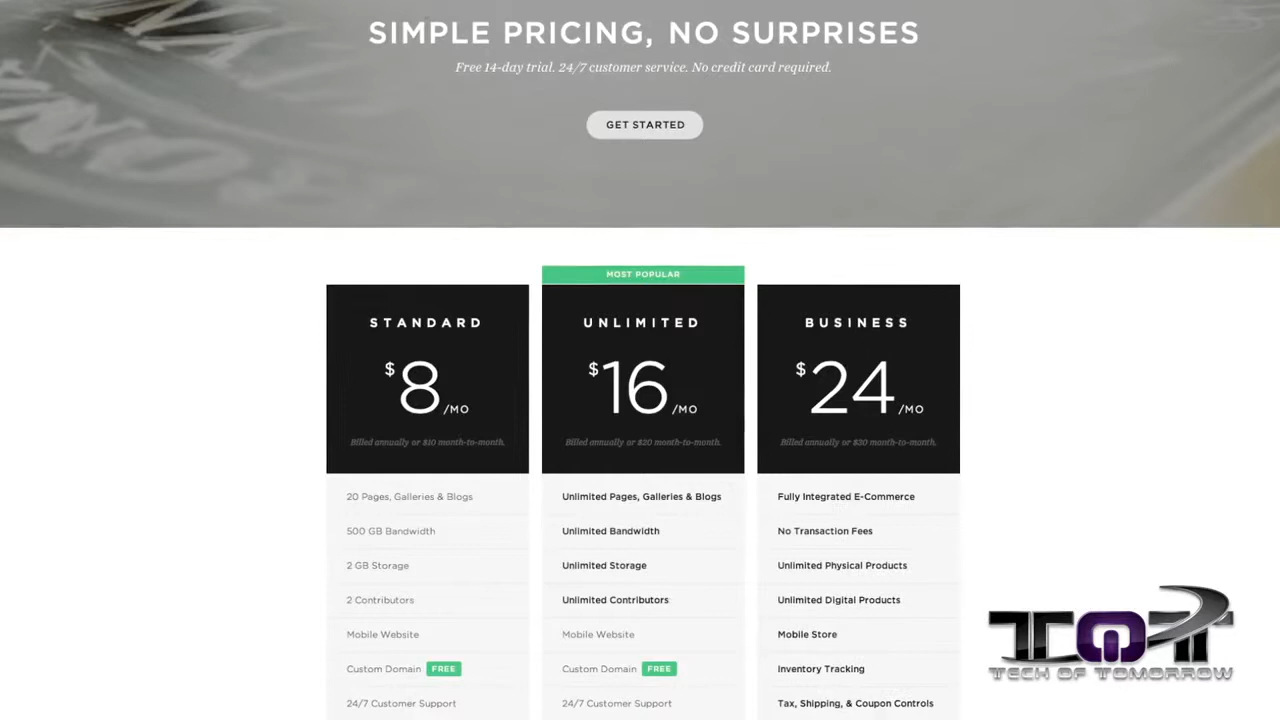 SIMPLE PRICING, NO SURPRISES
Free 14-day trial. 24/7 customer service. No credit card required.
GET STARTED
MOST POPULAR
STANDARD
$8/MO
Billed annually or $10 month-to-month.
20 Pages, Galleries & Blogs
500 GB Bandwidth
2 GB Storage
2 Contributors
Mobile Website
Custom Domain FREE
24/7 Customer Support
UNLIMITED
$16/MO
Billed annually or $20 month-to-month.
Unlimited Pages, Galleries & Blogs
Unlimited Bandwidth
Unlimited Storage
Unlimited Contributors
Mobile Website
Custom Domain FREE
24/7 Customer Support
BUSINESS
$24/MO
Billed annually or $30 month-to-month.
Fully Integrated E-Commerce
No Transaction Fees
Unlimited Physical Products
Unlimited Digital Products
Mobile Store
Inventory Tracking
Tax, Shipping, & Coupon Controls
TOT
TECH OF TOMORROW